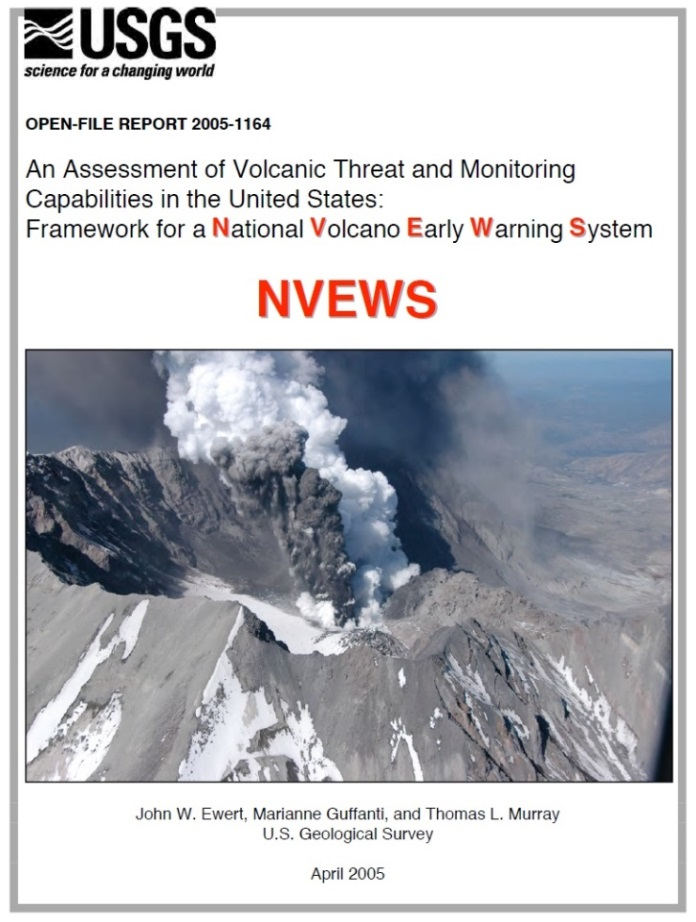 USGS
science for a changing world
OPEN-FILE REPORT 2005-1164
An Assessment of Volcanic Threat and Monitoring
Capabilities in the United States:
Framework for a National Volcano Early Warning System
NVEWS
John W. Ewert, Marianne Guffanti, and Thomas L. Murray
U.S. Geological Survey
April 2005